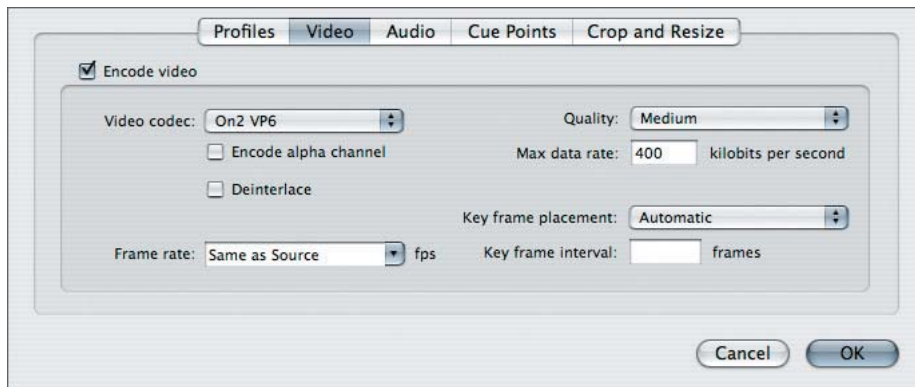 Profiles Video Audio Cue Points Crop and Resize
Encode video
Video codec: On2 VP6 Quality: Medium
Encode alpha channel Max data rate: 400 kilobits per second
Deinterlace
Key frame placement: Automatic
Frame rate: Same as Source fps Key frame interval: frames
Cancel OK